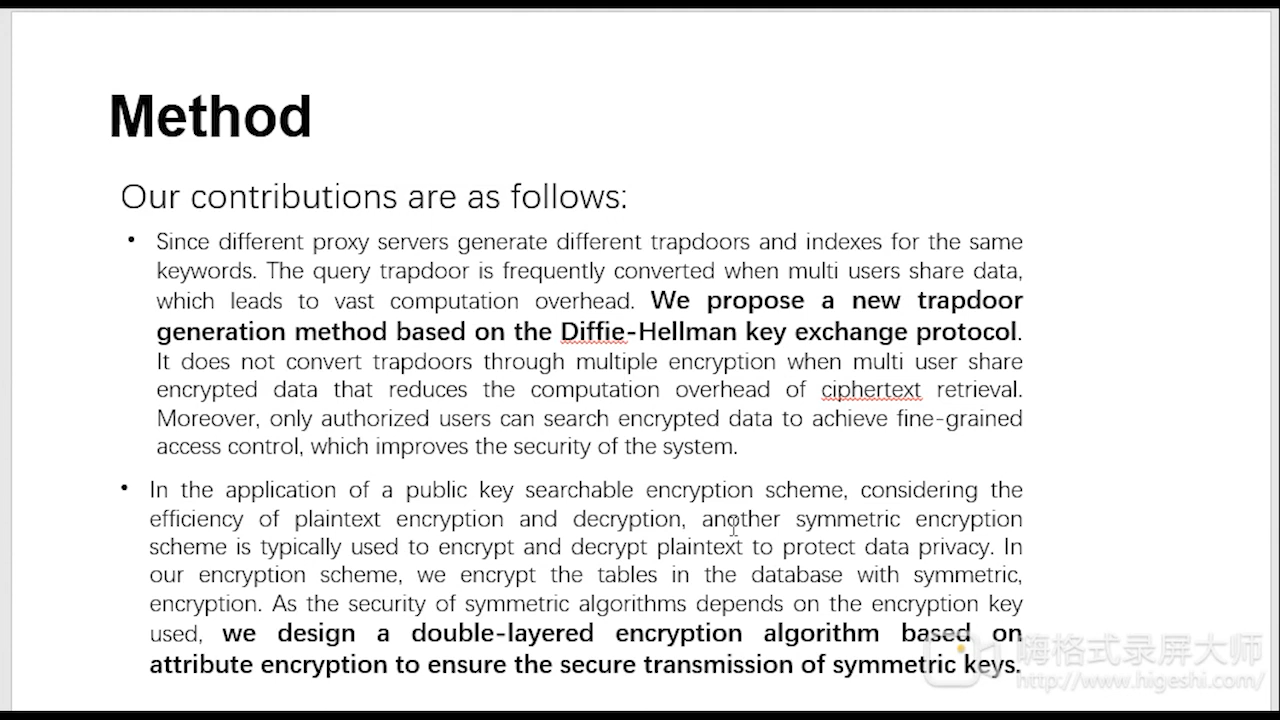 Method
Our contributions are as follows:
• Since different proxy servers generate different trapdoors and indexes for the same
keywords. The query trapdoor is frequently converted when multi users share data,
which leads to vast computation overhead. We propose a new trapdoor
generation method based on the Diffie-Hellman key exchange protocol.
It does not convert trapdoors through multiple encryption when multi user share
encrypted data that reduces the computation overhead of ciphertext retrieval.
Moreover, only authorized users can search encrypted data to achieve fine-grained
access control, which improves the security of the system.
• In the application of a public key searchable encryption scheme, considering the
efficiency of plaintext encryption and decryption, another symmetric encryption
scheme is typically used to encrypt and decrypt plaintext to protect data privacy. In
our encryption scheme, we encrypt the tables in the database with symmetric,
encryption. As the security of symmetric algorithms depends on the encryption key
used, we design a double-layered encryption algorithm based on
attribute encryption to ensure the secure transmission of symmetric keys.
嗨格式录屏大师
http://www.higeshi.com/